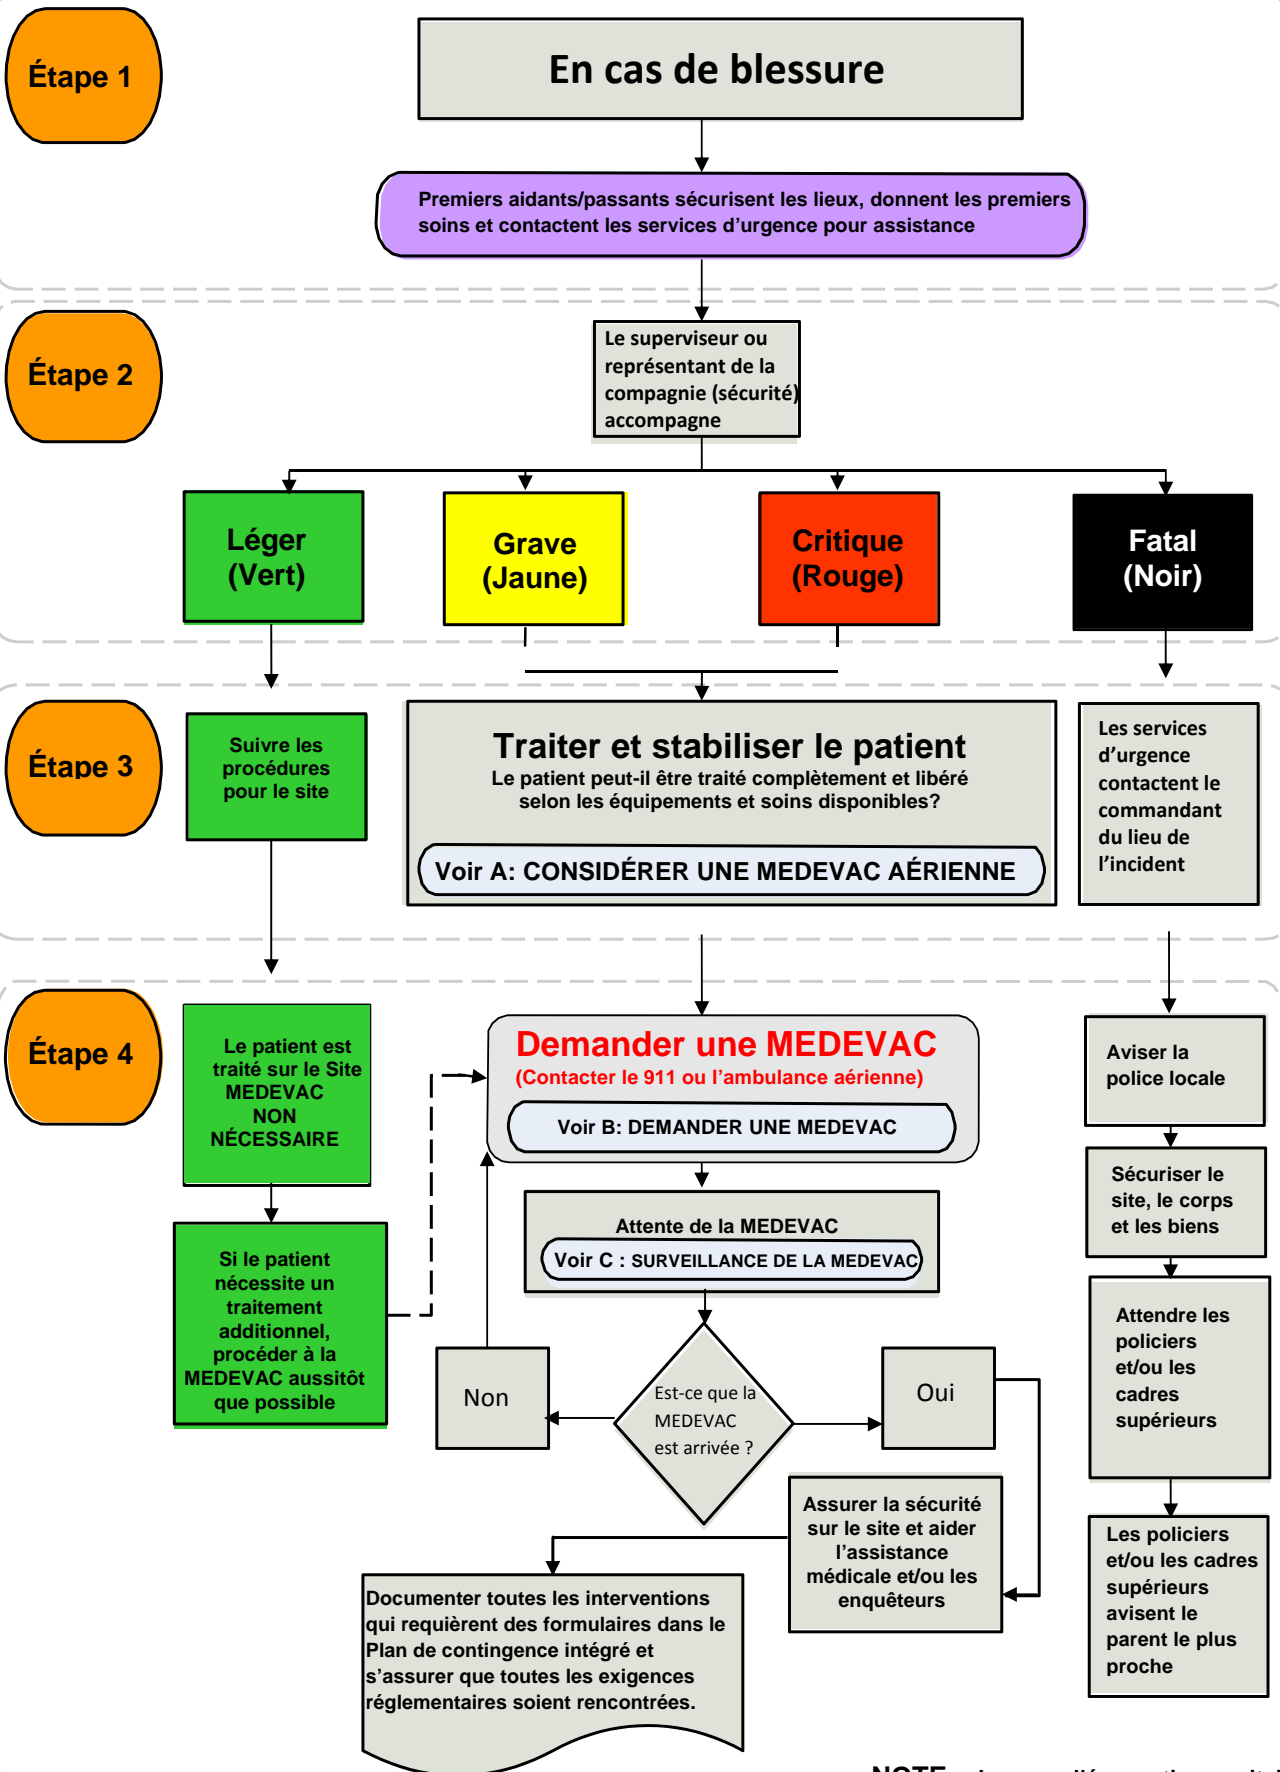 Étape 1
En cas de blessure
Premiers aidants/passants sécurisent les lieux, donnent les premiers
soins et contactent les services d’urgence pour assistance
Étape 2
Le superviseur ou
représentant de la
compagnie (sécurité)
accompagne
Léger
(Vert)
Grave
(Jaune)
Critique
(Rouge)
Fatal
(Noir)
Étape 3
Suivre les
procédures
pour le site
Traiter et stabiliser le patient
Le patient peut-il être traité complètement et libéré
selon les équipements et soins disponibles?
Voir A: CONSIDÉRER UNE MEDEVAC AÉRIENNE
Les services
d’urgence
contactent le
commandant
du lieu de
l’incident
Étape 4
Le patient est
traité sur le Site
MEDEVAC
NON
NÉCESSAIRE
Si le patient
nécessite un
traitement
additionnel,
procéder à la
MEDEVAC aussitôt
que possible
Demander une MEDEVAC
(Contacter le 911 ou l’ambulance aérienne)
Voir B: DEMANDER UNE MEDEVAC
Attente de la MEDEVAC
Voir C : SURVEILLANCE DE LA MEDEVAC
Est-ce que la
MEDEVAC
est arrivée ?
Non
Oui
Assurer la sécurité
sur le site et aider
l’assistance
médicale et/ou les
enquêteurs
Documenter toutes les interventions
qui requièrent des formulaires dans le
Plan de contingence intégré et
s’assurer que toutes les exigences
réglementaires soient rencontrées.
Aviser la
police locale
Sécuriser le
site, le corps
et les biens
Attendre les
policiers
et/ou les
cadres
supérieurs
Les policiers
et/ou les cadres
supérieurs
avisent le
parent le plus
proche
NOTE